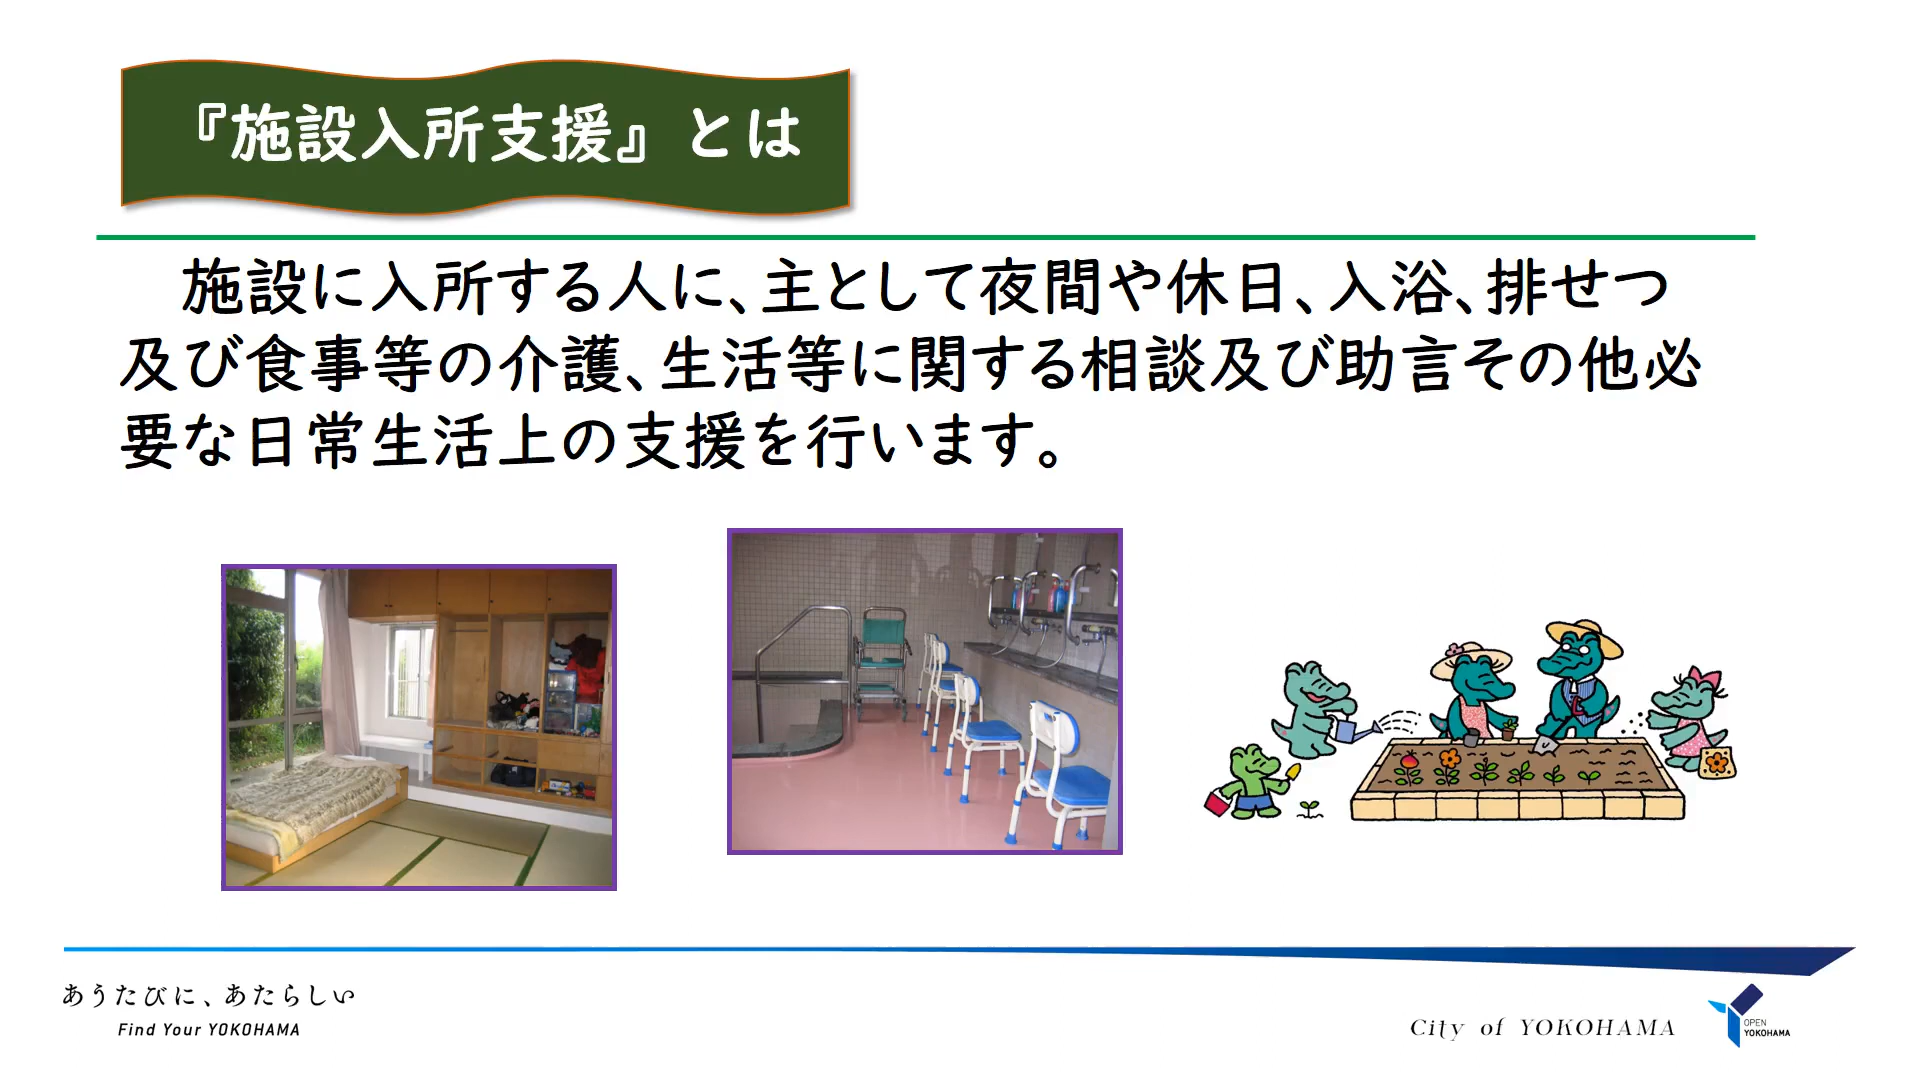 『施設入所支援』とは
施設に入所する人に、主として夜間や休日、入浴、排せつ
及び食事等の介護、生活等に関する相談及び助言その他必
要な日常生活上の支援を行います。
あうたびに、あたらしい
Find Your YOKOHAMA
City of YOKOHAMA
OPEN
YOKOHAMA